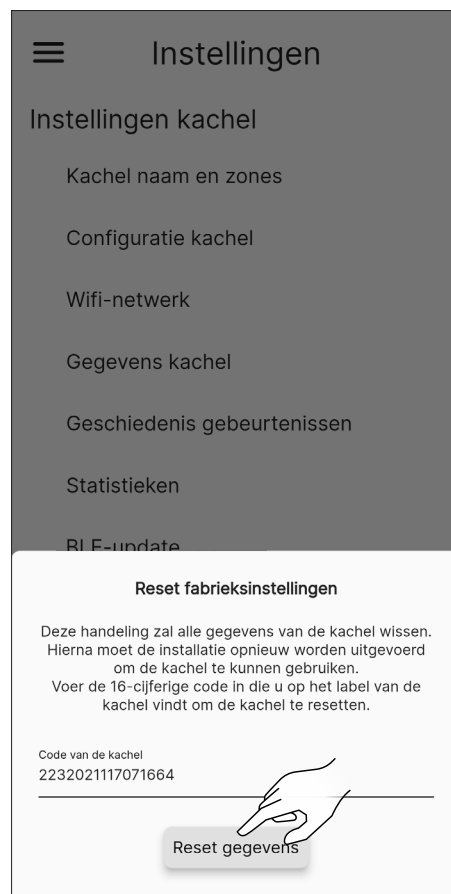 Instellingen
Instellingen kachel
Kachel naam en zones
Configuratie kachel
Wifi-netwerk
Gegevens kachel
Geschiedenis gebeurtenissen
Statistieken
BLE-update
Reset fabrieksinstellingen
Deze handeling zal alle gegevens van de kachel wissen.
Hierna moet de installatie opnieuw worden uitgevoerd
om de kachel te kunnen gebruiken.
Voer de 16-cijferige code in die u op het label van de
kachel vindt om de kachel te resetten.
Code van de kachel
2232021117071664
Reset gegevens